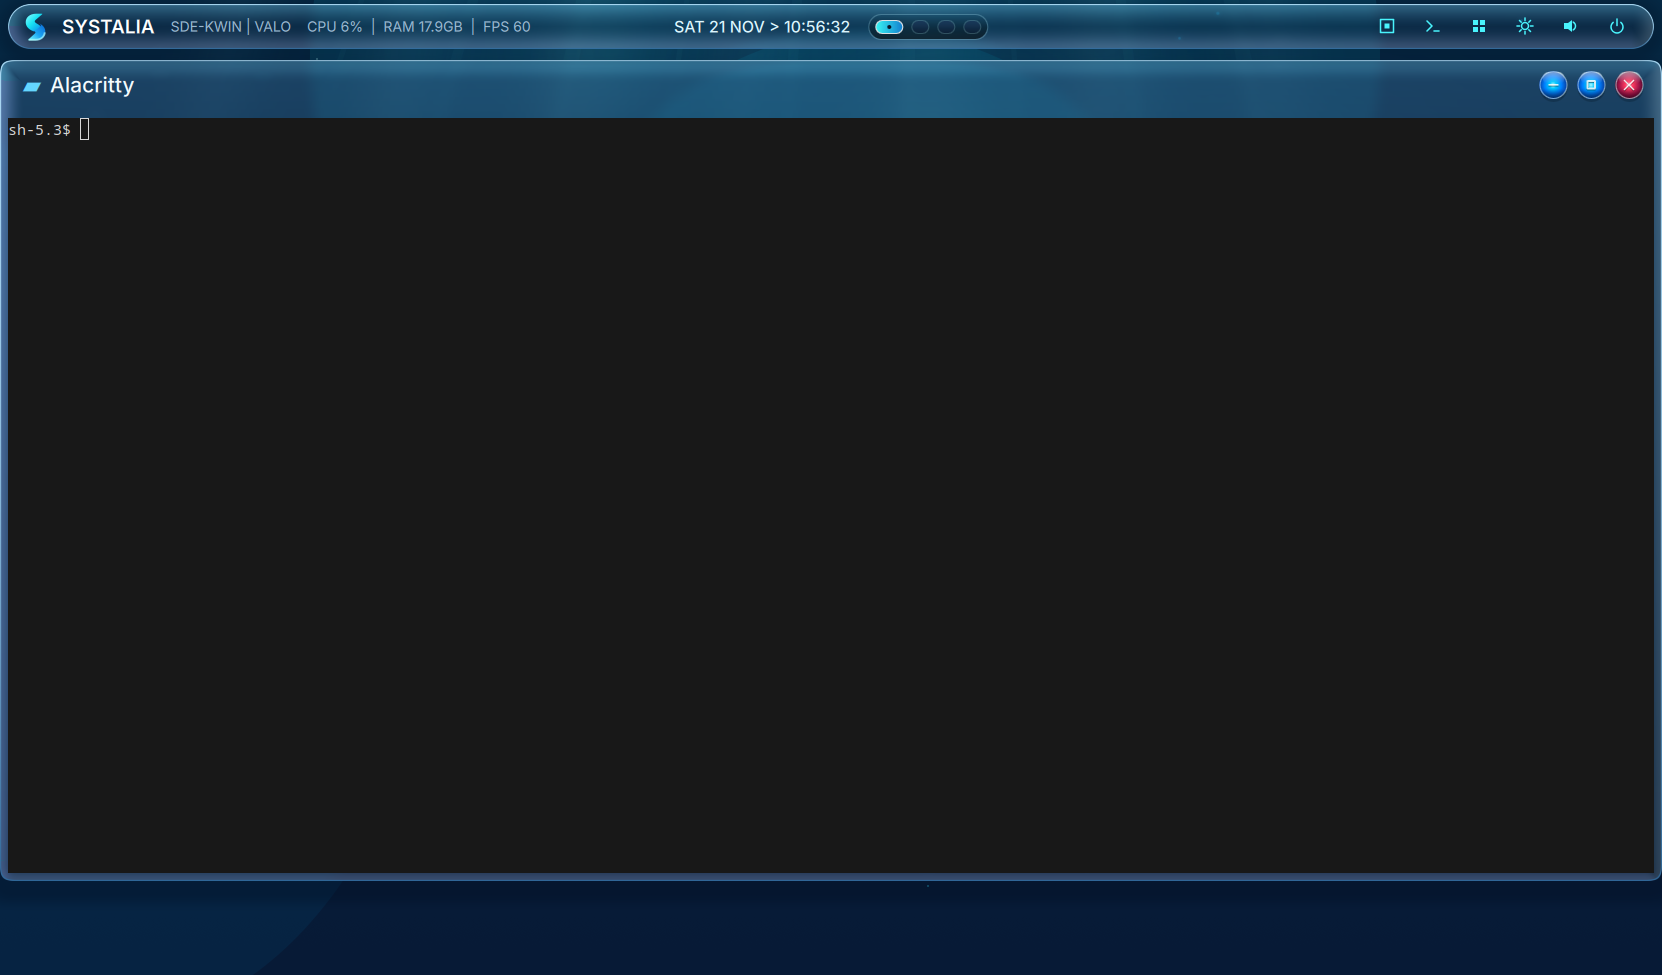 SYSTALIA SDE-KWIN | VALO CPU 6% | RAM 17.9GB | FPS 60 SAT 21 NOV > 10:56:32
Alacritty
sh-5.3$